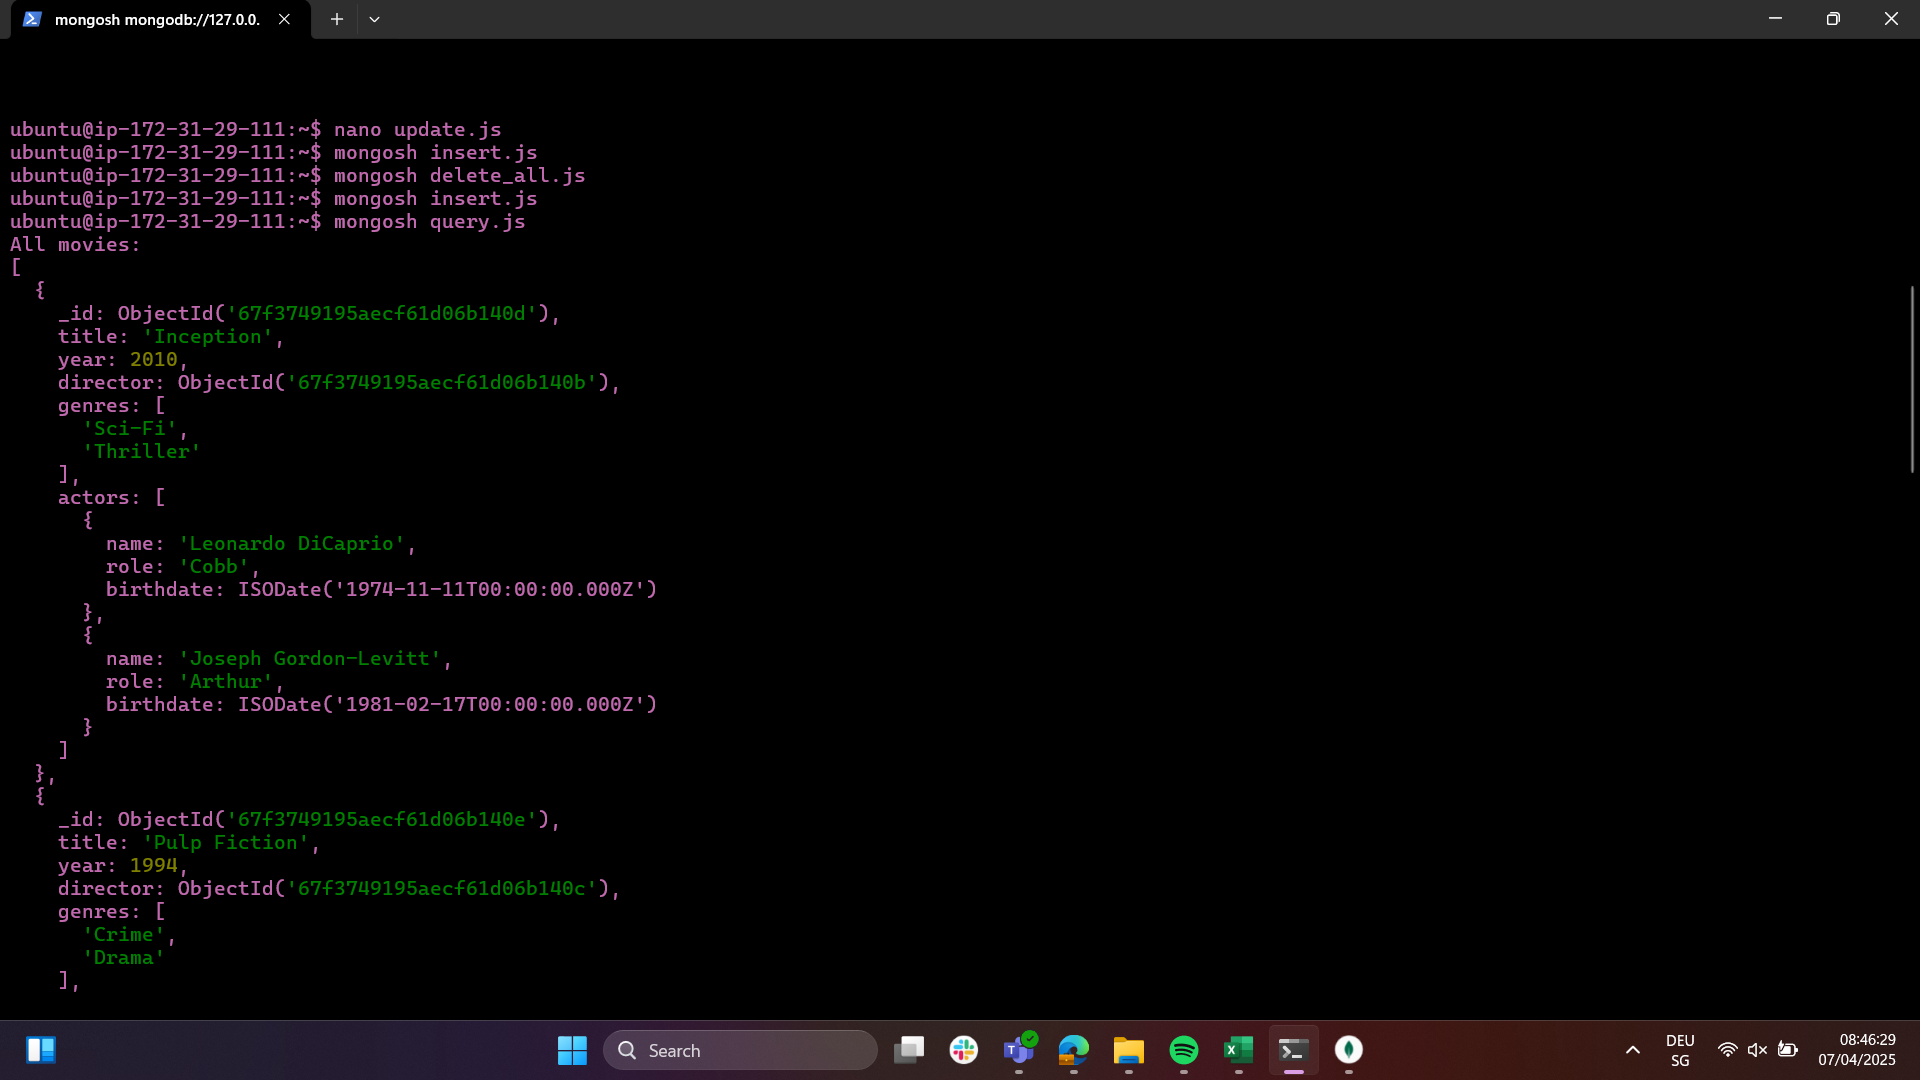 mongosh mongodb://127.0.0.
ubuntu@ip-172-31-29-111:~$ nano update.js
ubuntu@ip-172-31-29-111:~$ mongosh insert.js
ubuntu@ip-172-31-29-111:~$ mongosh delete_all.js
ubuntu@ip-172-31-29-111:~$ mongosh insert.js
ubuntu@ip-172-31-29-111:~$ mongosh query.js
All movies:
[
  {
    _id: ObjectId('67f3749195aecf61d06b140d'),
    title: 'Inception',
    year: 2010,
    director: ObjectId('67f3749195aecf61d06b140b'),
    genres: [
      'Sci-Fi',
      'Thriller'
    ],
    actors: [
      {
        name: 'Leonardo DiCaprio',
        role: 'Cobb',
        birthdate: ISODate('1974-11-11T00:00:00.000Z')
      },
      {
        name: 'Joseph Gordon-Levitt',
        role: 'Arthur',
        birthdate: ISODate('1981-02-17T00:00:00.000Z')
      }
    ]
  },
  {
    _id: ObjectId('67f3749195aecf61d06b140e'),
    title: 'Pulp Fiction',
    year: 1994,
    director: ObjectId('67f3749195aecf61d06b140c'),
    genres: [
      'Crime',
      'Drama'
    ],
Search
DEU
SG
08:46:29
07/04/2025